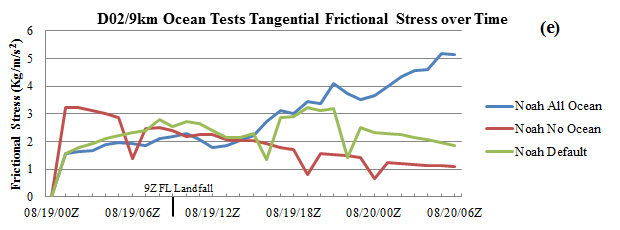 D02/9km Ocean Tests Tangential Frictional Stress over Time
(e)
Frictional Stress (Kg/m/s²)
6
5
4
3
2
1
0
Noah All Ocean
Noah No Ocean
Noah Default
9Z FL Landfall
08/19/00Z 08/19/06Z 08/19/12Z 08/19/18Z 08/20/00Z 08/20/06Z